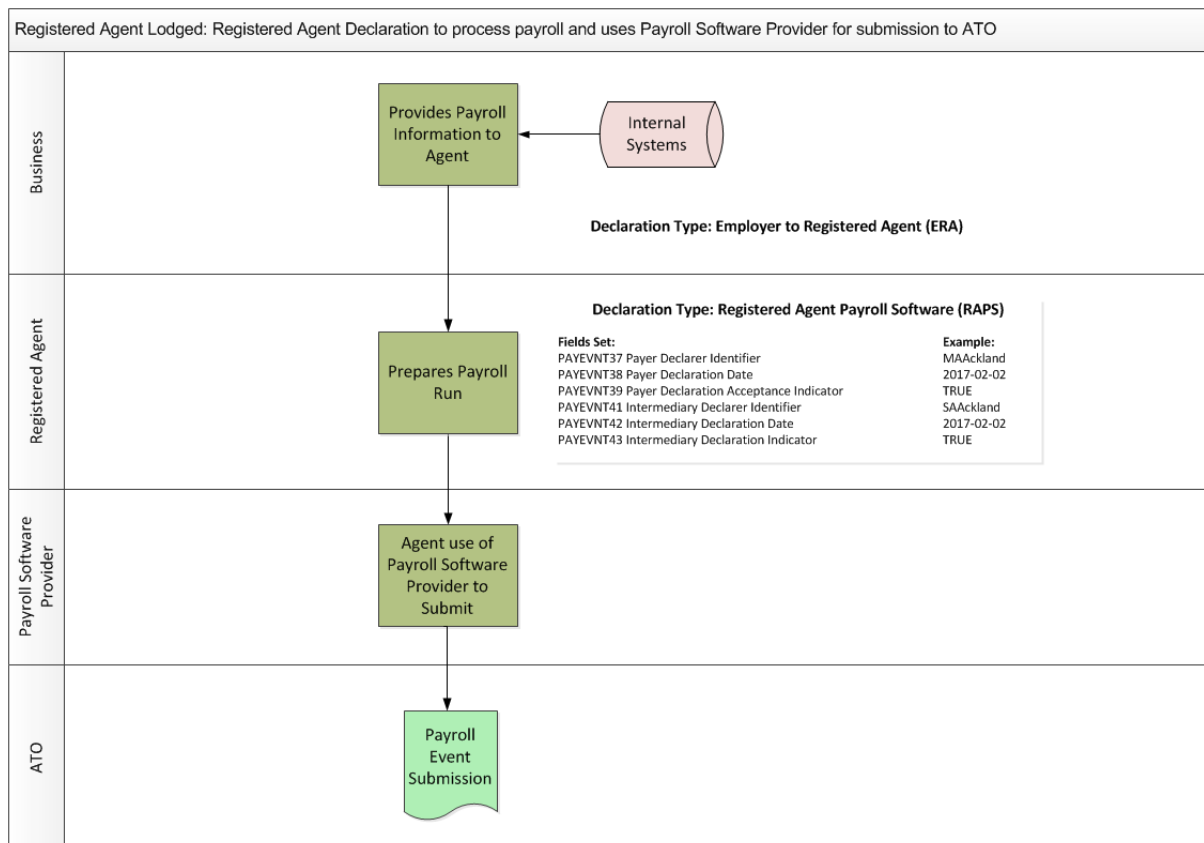 Registered Agent Lodged: Registered Agent Declaration to process payroll and uses Payroll Software Provider for submission to ATO
Business
Provides Payroll
Information to
Agent
Internal
Systems
Declaration Type: Employer to Registered Agent (ERA)
Registered Agent
Prepares Payroll
Run
Declaration Type: Registered Agent Payroll Software (RAPS)
Fields Set: Example:
PAYEVNT37 Payer Declarer Identifier MAAckland
PAYEVNT38 Payer Declaration Date 2017-02-02
PAYEVNT39 Payer Declaration Acceptance Indicator TRUE
PAYEVNT41 Intermediary Declarer Identifier SAAckland
PAYEVNT42 Intermediary Declaration Date 2017-02-02
PAYEVNT43 Intermediary Declaration Indicator TRUE
Payroll Software
Provider
Agent use of
Payroll Software
Provider to
Submit
ATO
Payroll
Event
Submission